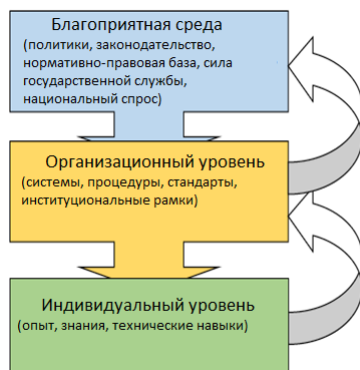 Благоприятная среда
(политики, законодательство,
нормативно-правовая база, сила
государственной службы,
национальный спрос)
Организационный уровень
(системы, процедуры, стандарты,
институциональные рамки)
Индивидуальный уровень
(опыт, знания, технические навыки)